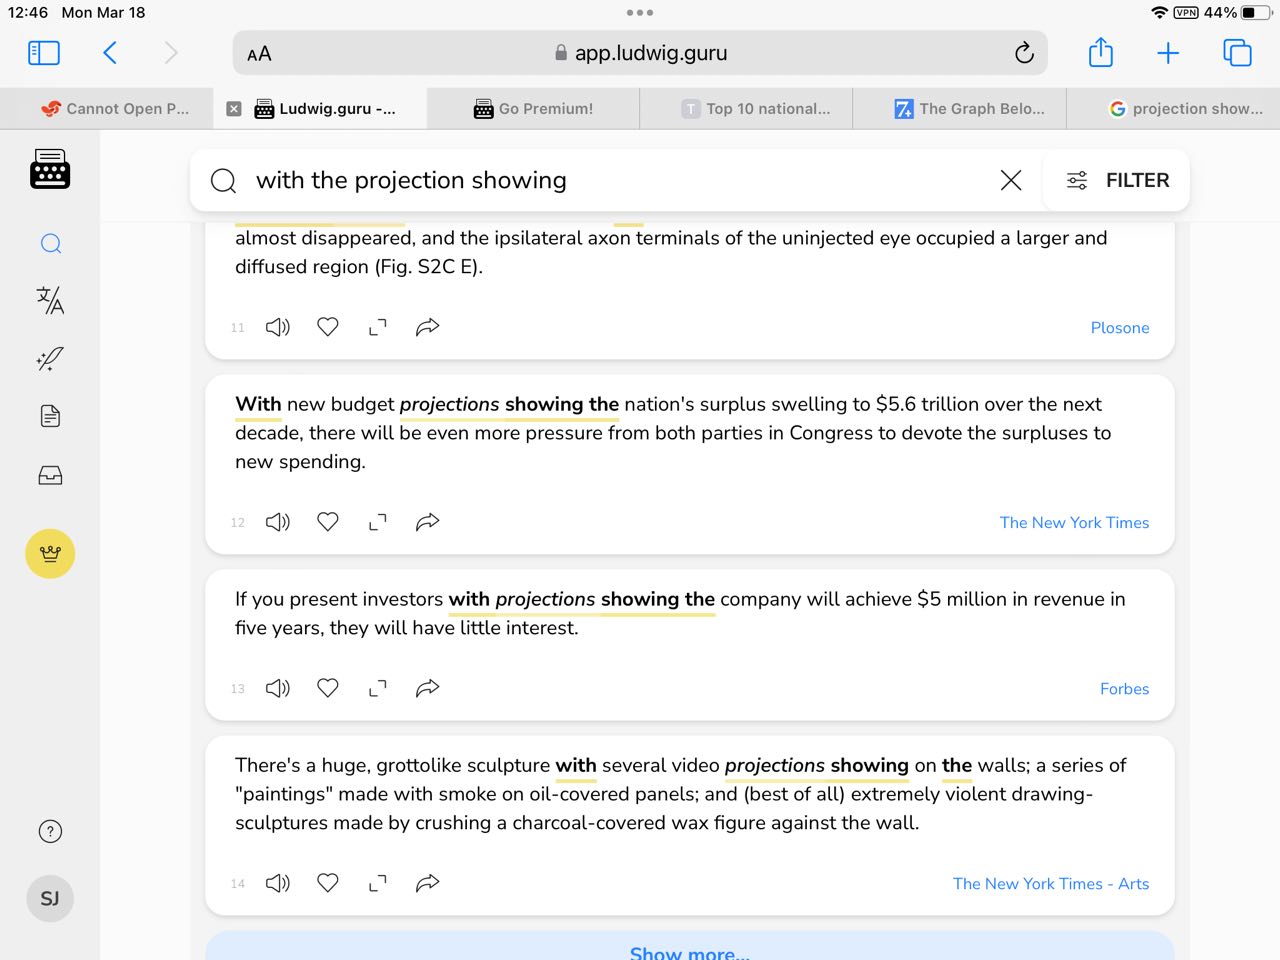 12:46 Mon Mar 18
VPN 44%
AA app.ludwig.guru
Cannot Open P...
Ludwig.guru -...
Go Premium!
T Top 10 national...
7+ The Graph Belo...
G projection show...
with the projection showing
FILTER
almost disappeared, and the ipsilateral axon terminals of the uninjected eye occupied a larger and
diffused region (Fig. S2C E).
11 Plosone
With new budget projections showing the nation's surplus swelling to $5.6 trillion over the next
decade, there will be even more pressure from both parties in Congress to devote the surpluses to
new spending.
12 The New York Times
If you present investors with projections showing the company will achieve $5 million in revenue in
five years, they will have little interest.
13 Forbes
There's a huge, grottolike sculpture with several video projections showing on the walls; a series of
"paintings" made with smoke on oil-covered panels; and (best of all) extremely violent drawing-
sculptures made by crushing a charcoal-covered wax figure against the wall.
14 The New York Times - Arts
Show more...
SJ